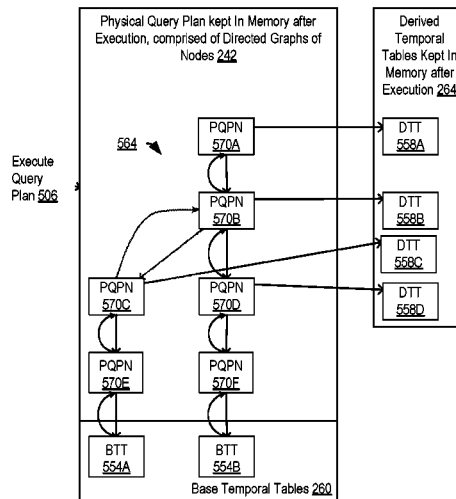 Physical Query Plan kept In Memory after
Execution, comprised of Directed Graphs of
Nodes 242
Derived
Temporal
Tables Kept In
Memory after
Execution 264
564
PQPN
570A
DTT
558A
Execute
Query
Plan 506
PQPN
570B
DTT
558B
DTT
558C
PQPN
570C
PQPN
570D
DTT
558D
PQPN
570E
PQPN
570F
BTT
554A
BTT
554B
Base Temporal Tables 260